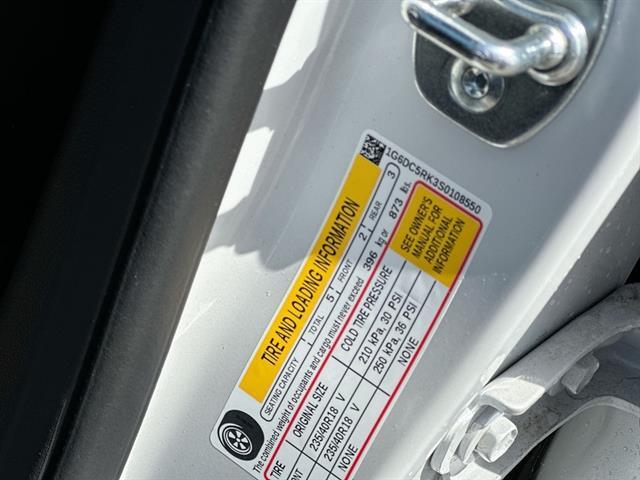 1G6DC5RK3S0108550
TIRE AND LOADING INFORMATION
SEATING CAPACITY TOTAL 5 FRONT 2 REAR 3
The combined weight of occupants and cargo must never exceed 396 kg or 873 lbs.
TIRE ORIGINAL SIZE COLD TIRE PRESSURE
235/40R18 V 210 kPa, 30 PSI
235/40R18 V 250 kPa, 36 PSI
NONE NONE
SEE OWNER'S
MANUAL FOR
ADDITIONAL
INFORMATION